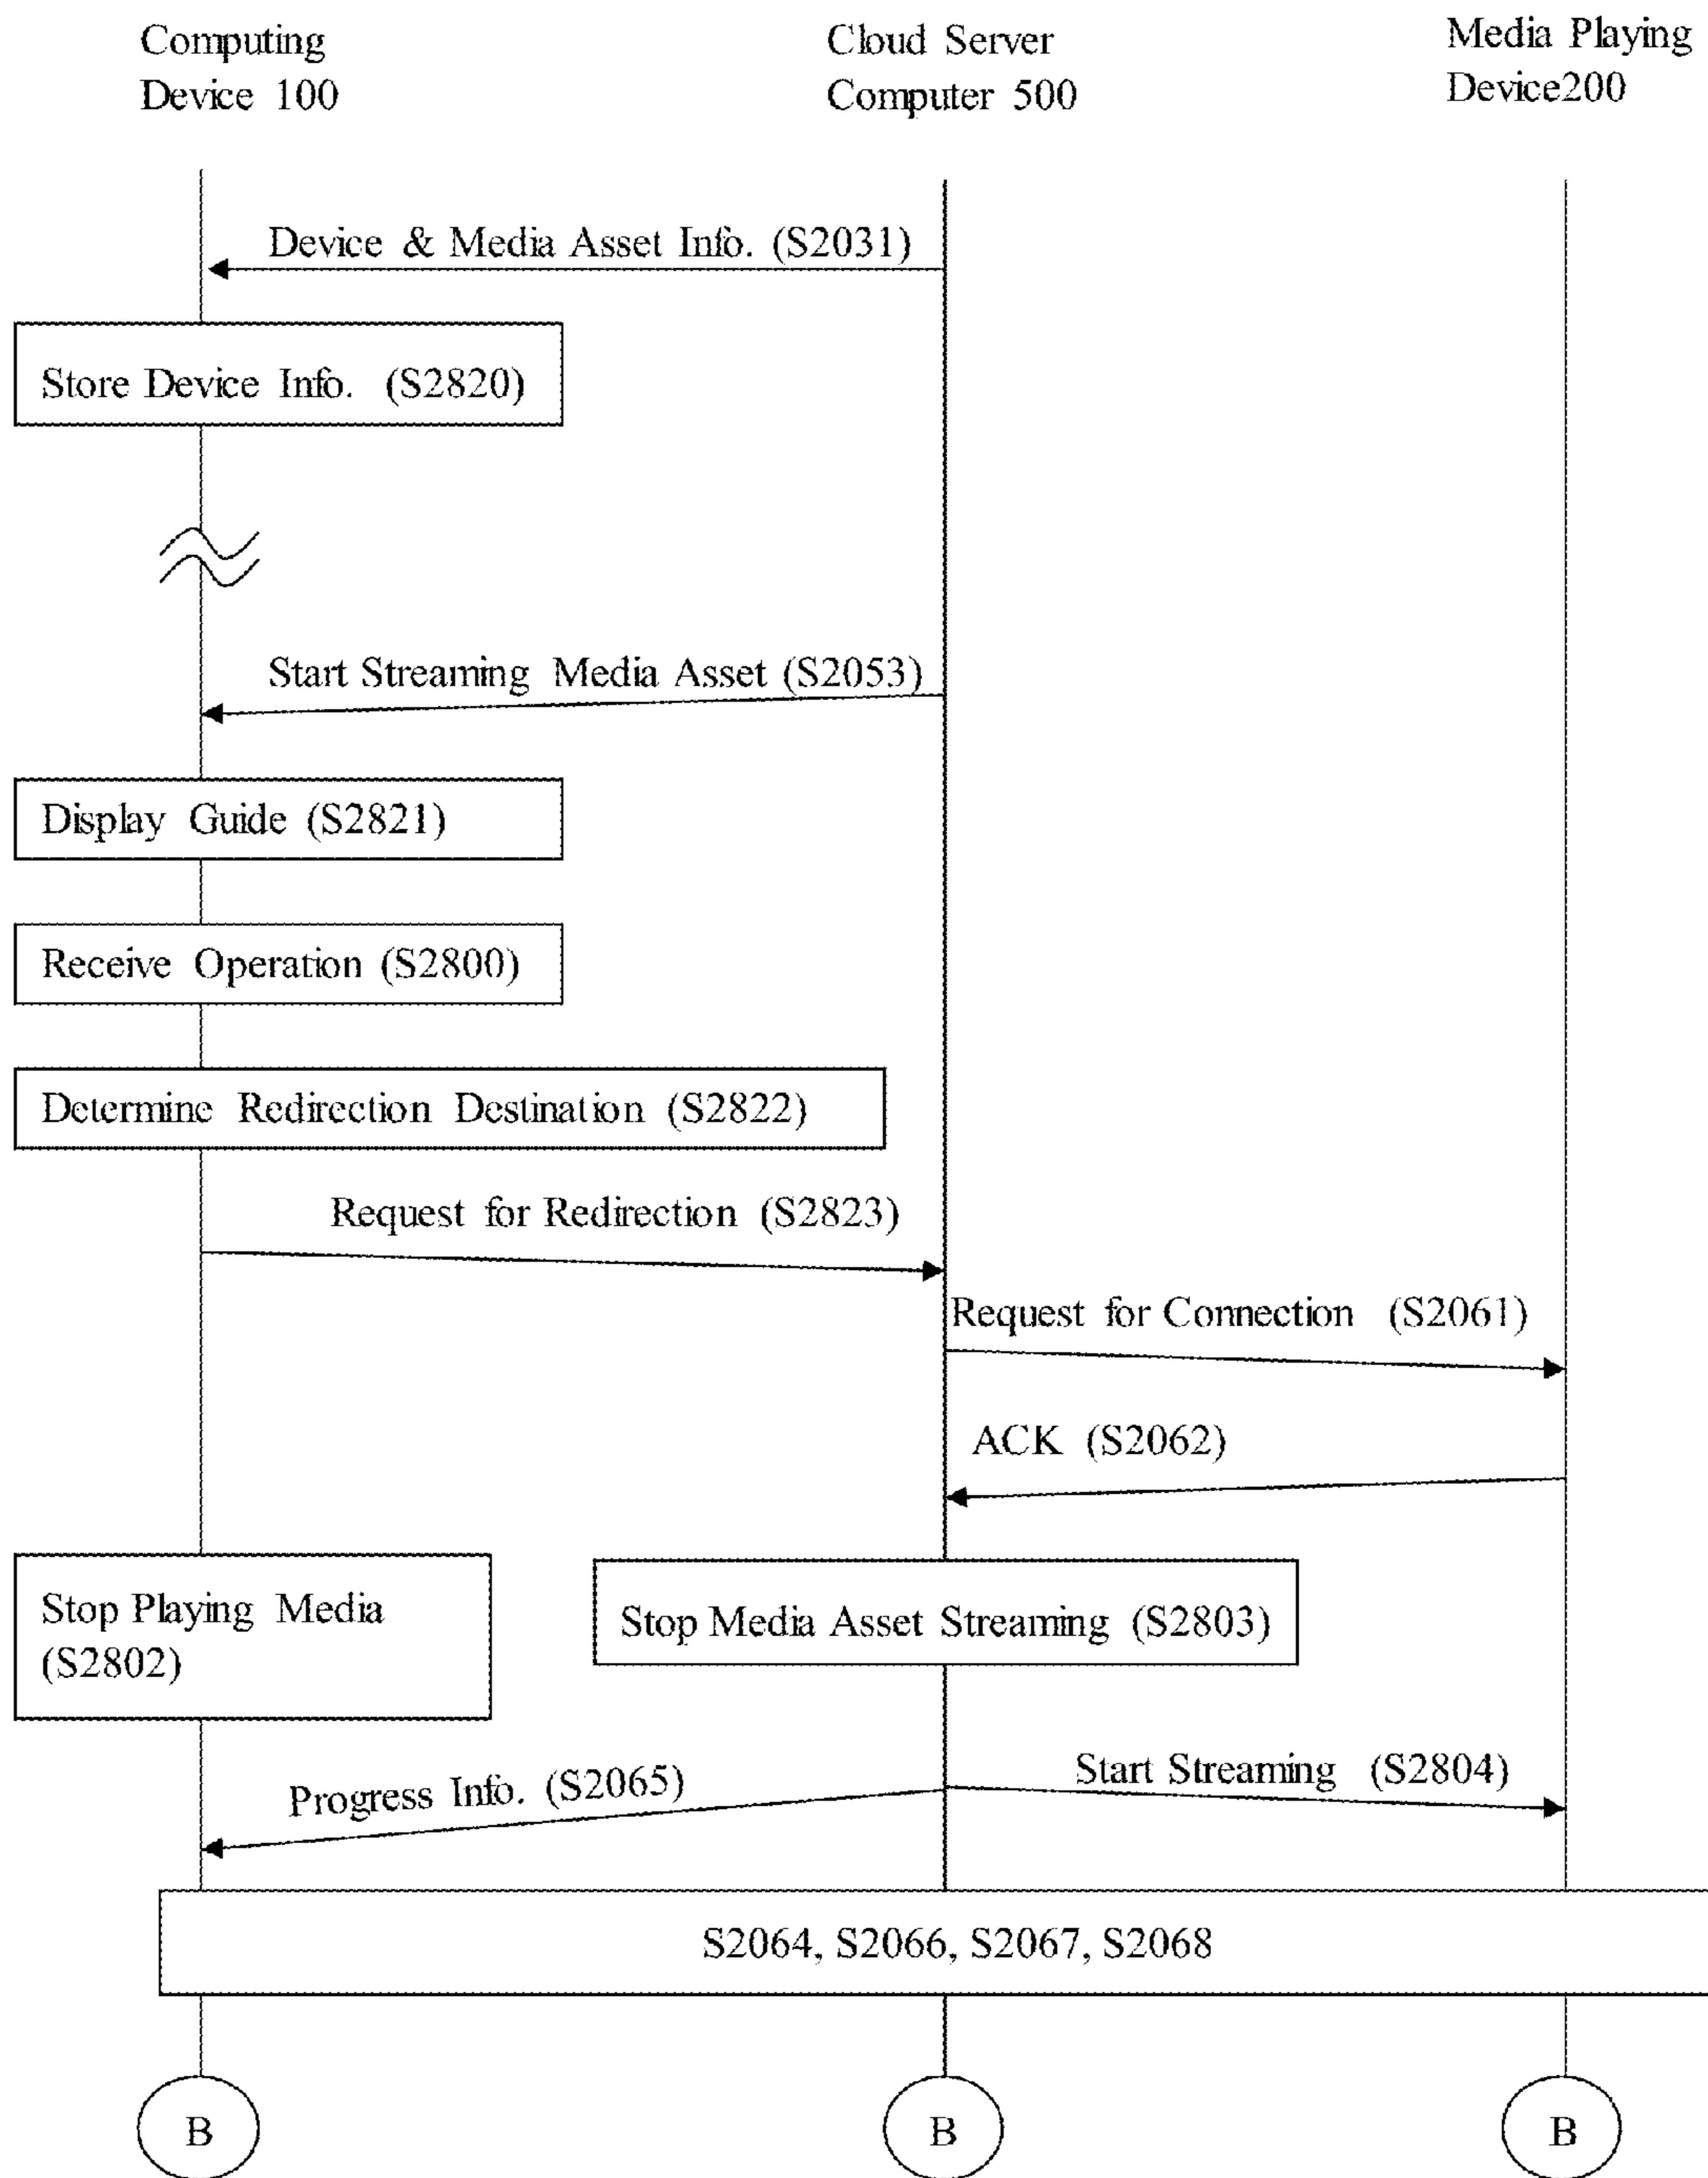 Computing
Device 100
Cloud Server
Computer 500
Media Playing
Device200
Device & Media Asset Info. (S2031)
Store Device Info. (S2820)
Start Streaming Media Asset (S2053)
Display Guide (S2821)
Receive Operation (S2800)
Determine Redirection Destination (S2822)
Request for Redirection (S2823)
Request for Connection (S2061)
ACK (S2062)
Stop Playing Media
(S2802)
Stop Media Asset Streaming (S2803)
Progress Info. (S2065)
Start Streaming (S2804)
S2064, S2066, S2067, S2068
B
B
B